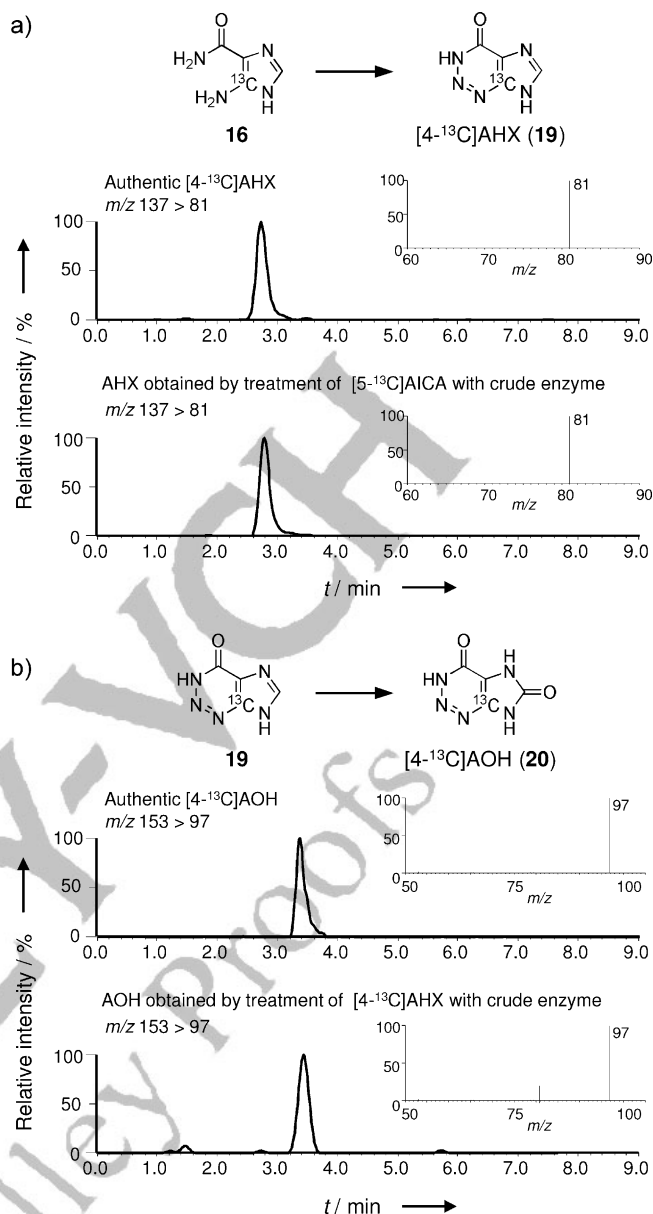 a)
O
H2N
N
13C
H2N
N
H
16
O
HN
N
N
N
13C
N
H
[4-13C]AHX (19)
Authentic [4-13C]AHX
m/z 137 > 81
100
50
0
0.0 1.0 2.0 3.0 4.0 5.0 6.0 7.0 8.0 9.0
100
50
0
81
60 70 80 90
m/z
AHX obtained by treatment of [5-13C]AICA with crude enzyme
m/z 137 > 81
100
50
0
0.0 1.0 2.0 3.0 4.0 5.0 6.0 7.0 8.0 9.0
100
50
0
81
60 70 80 90
m/z
Relative intensity / %
t / min
b)
O
HN
N
N
N
13C
N
H
19
O
HN
N
N
H
N
13C
N
H
O
[4-13C]AOH (20)
Authentic [4-13C]AOH
m/z 153 > 97
100
50
0
0.0 1.0 2.0 3.0 4.0 5.0 6.0 7.0 8.0 9.0
100
50
0
97
50 75 100
m/z
AOH obtained by treatment of [4-13C]AHX with crude enzyme
m/z 153 > 97
100
50
0
0.0 1.0 2.0 3.0 4.0 5.0 6.0 7.0 8.0 9.0
100
50
0
97
50 75 100
m/z
Relative intensity / %
Relative intensity / %
t / min
Y-VCH
lley Proofs